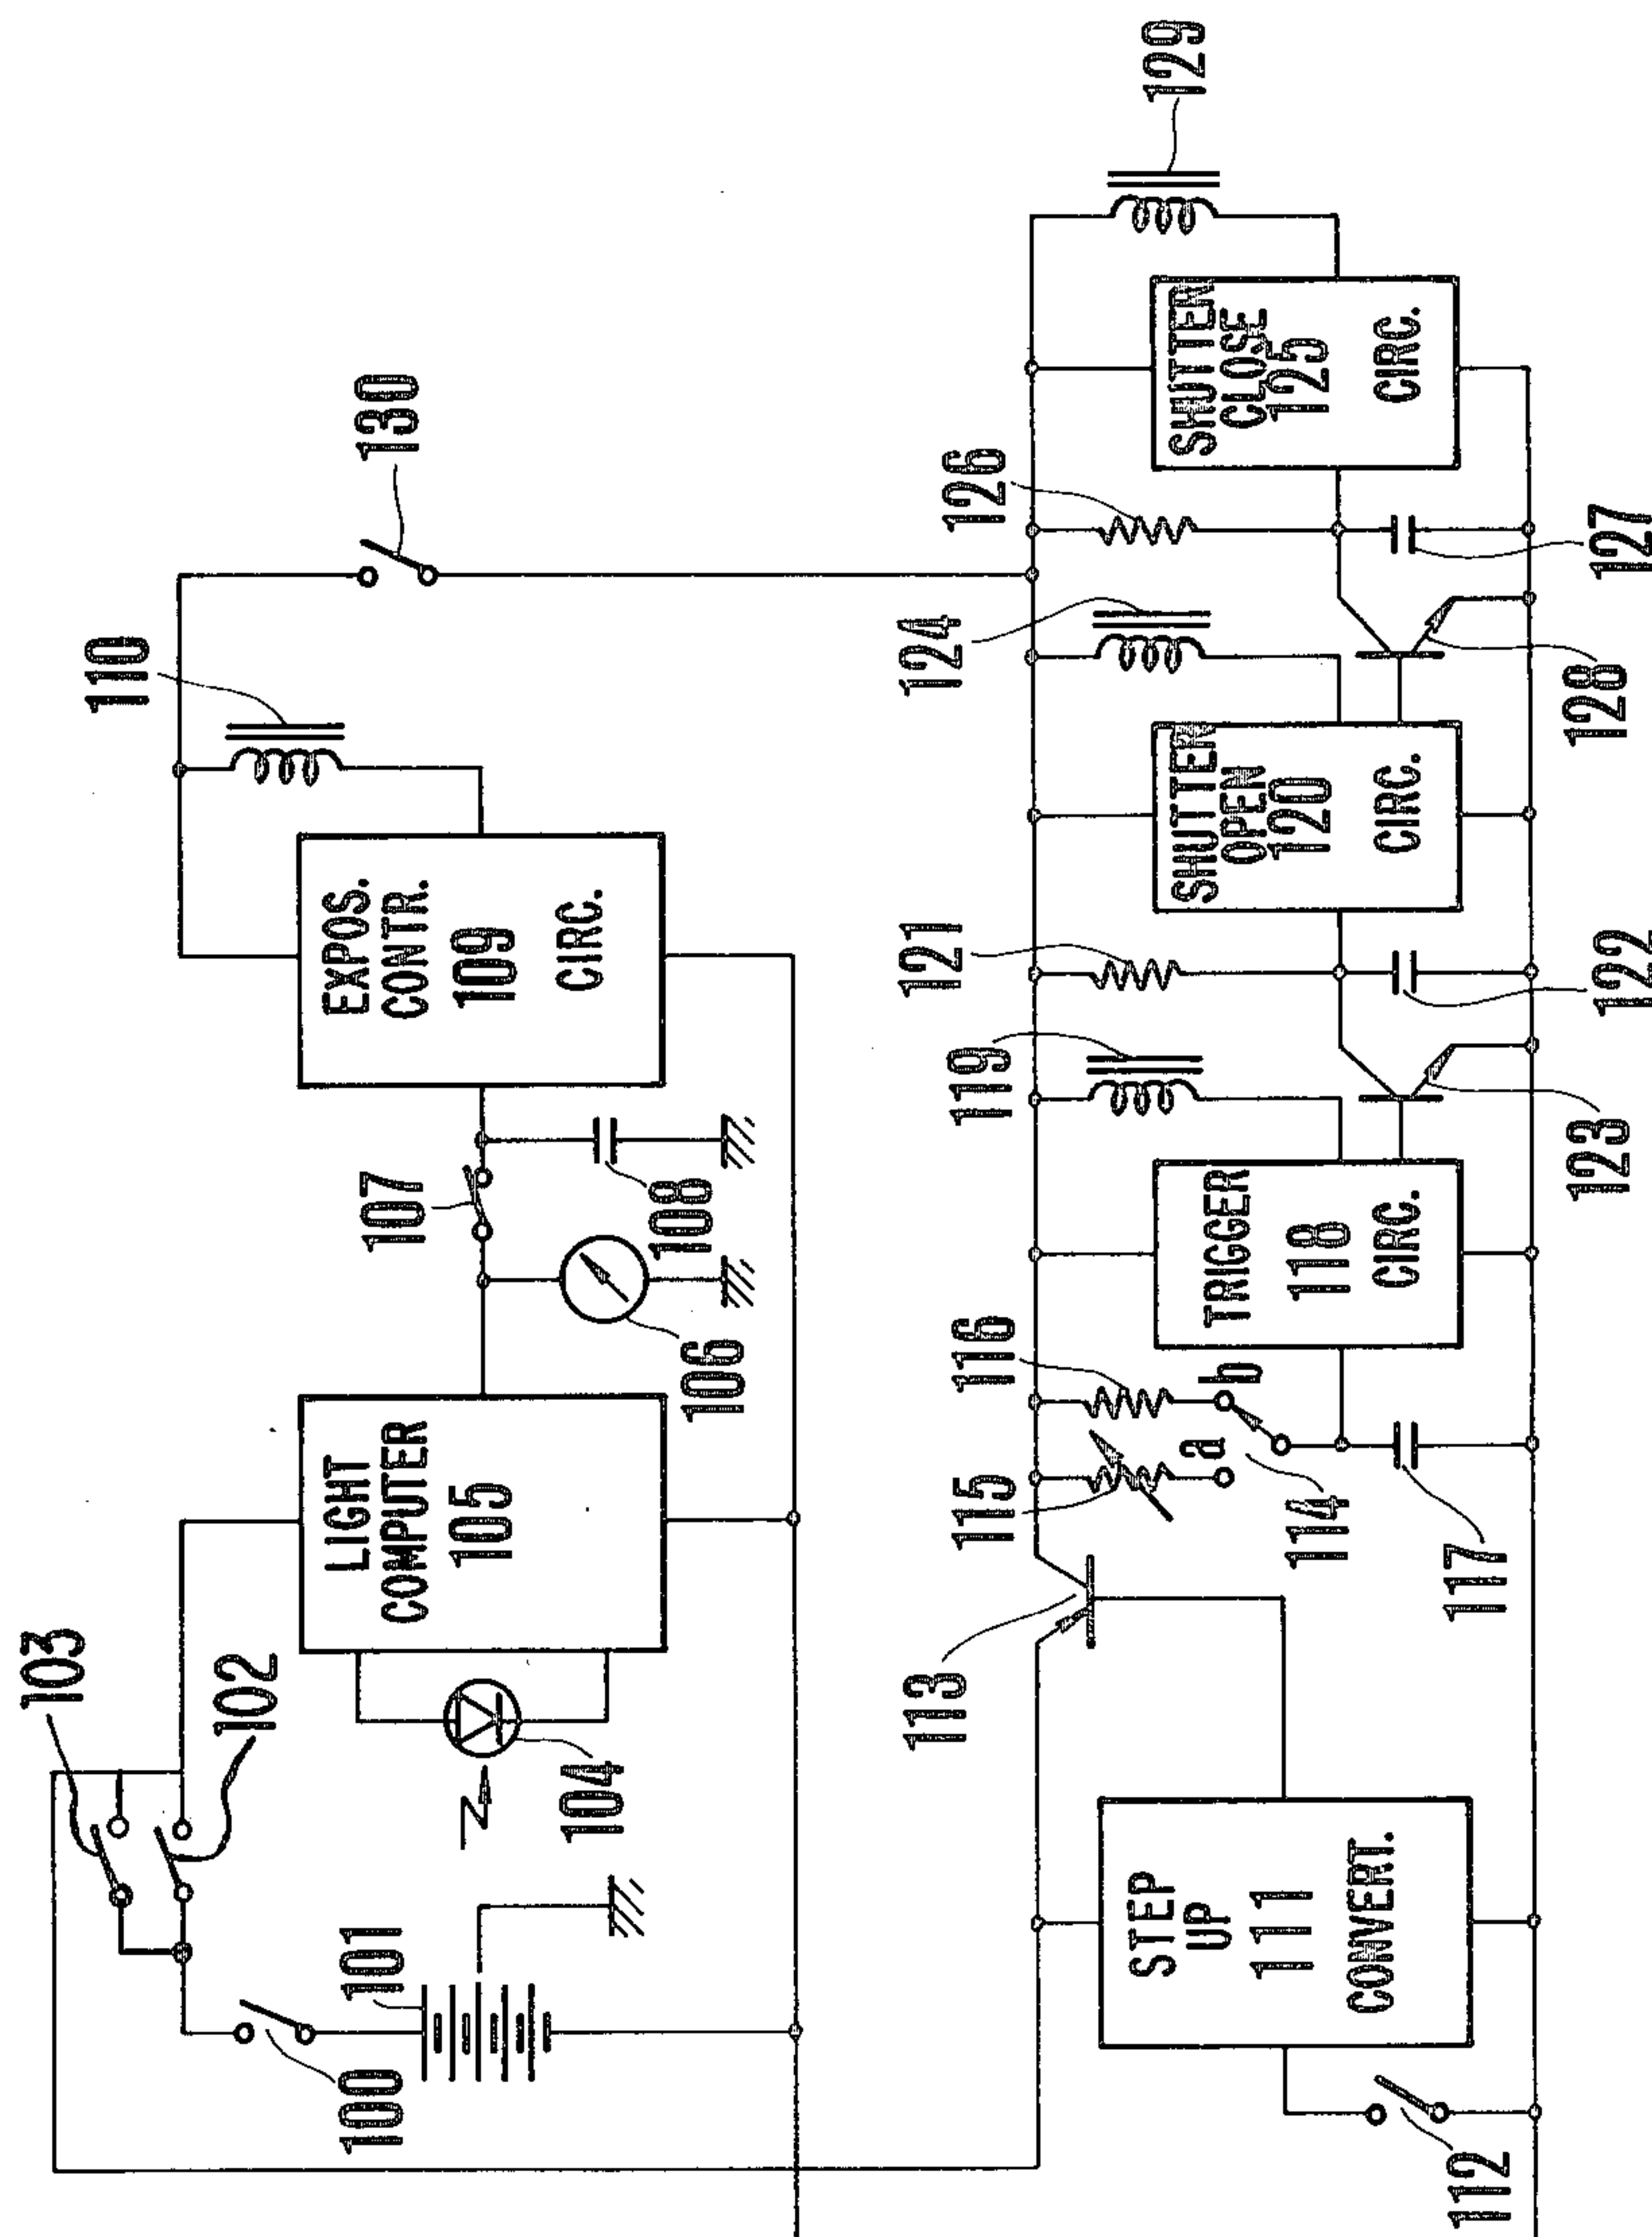 103
102
100
101
LIGHT
COMPUTER
105
104
106
107
108
EXPOS.
CONTR.
109
CIRC.
110
130
STEP
UP
111
CONVERT.
112
113
115
116
a
b
114
117
TRIGGER
118
CIRC.
119
121
123
122
SHUTTEN
OPEN
120
CIRC.
124
126
128
127
SHUTTEN
CLOSE
125
CIRC.
129